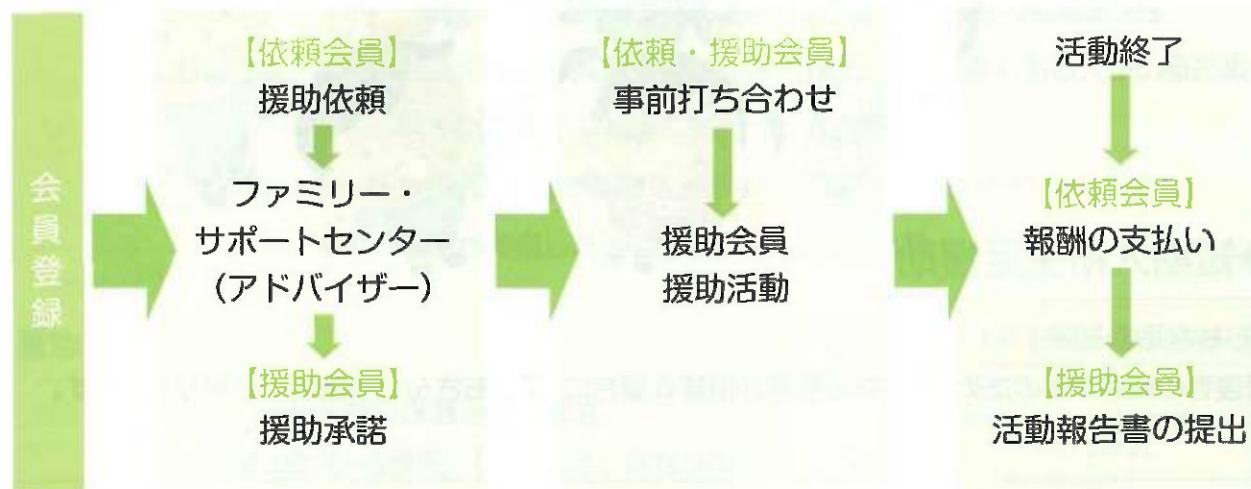 会員登録
【依頼会員】
援助依頼
ファミリー・
サポートセンター
（アドバイザー）
【援助会員】
援助承諾
【依頼・援助会員】
事前打ち合わせ
援助会員
援助活動
活動終了
【依頼会員】
報酬の支払い
【援助会員】
活動報告書の提出